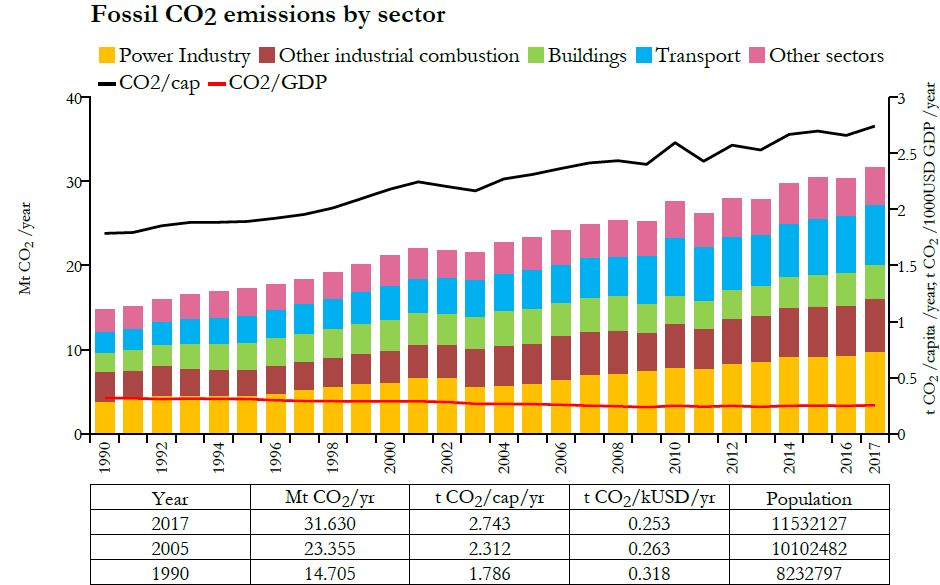 Fossil CO2 emissions by sector
Power Industry Other industrial combustion Buildings Transport Other sectors
CO2/cap CO2/GDP
40
30
20
10
0
Mt CO2 /year
3
2.5
2
1.5
1
0.5
0
t CO2 /capita /year, t CO2 /1000USD GDP /year
1990 1992 1994 1996 1998 2000 2002 2004 2006 2008 2010 2012 2014 2016 2017
Year Mt CO2/yr t CO2/cap/yr t CO2/kUSD/yr Population
2017 31.630 2.743 0.253 11532127
2005 23.355 2.312 0.263 10102482
1990 14.705 1.786 0.318 8232797